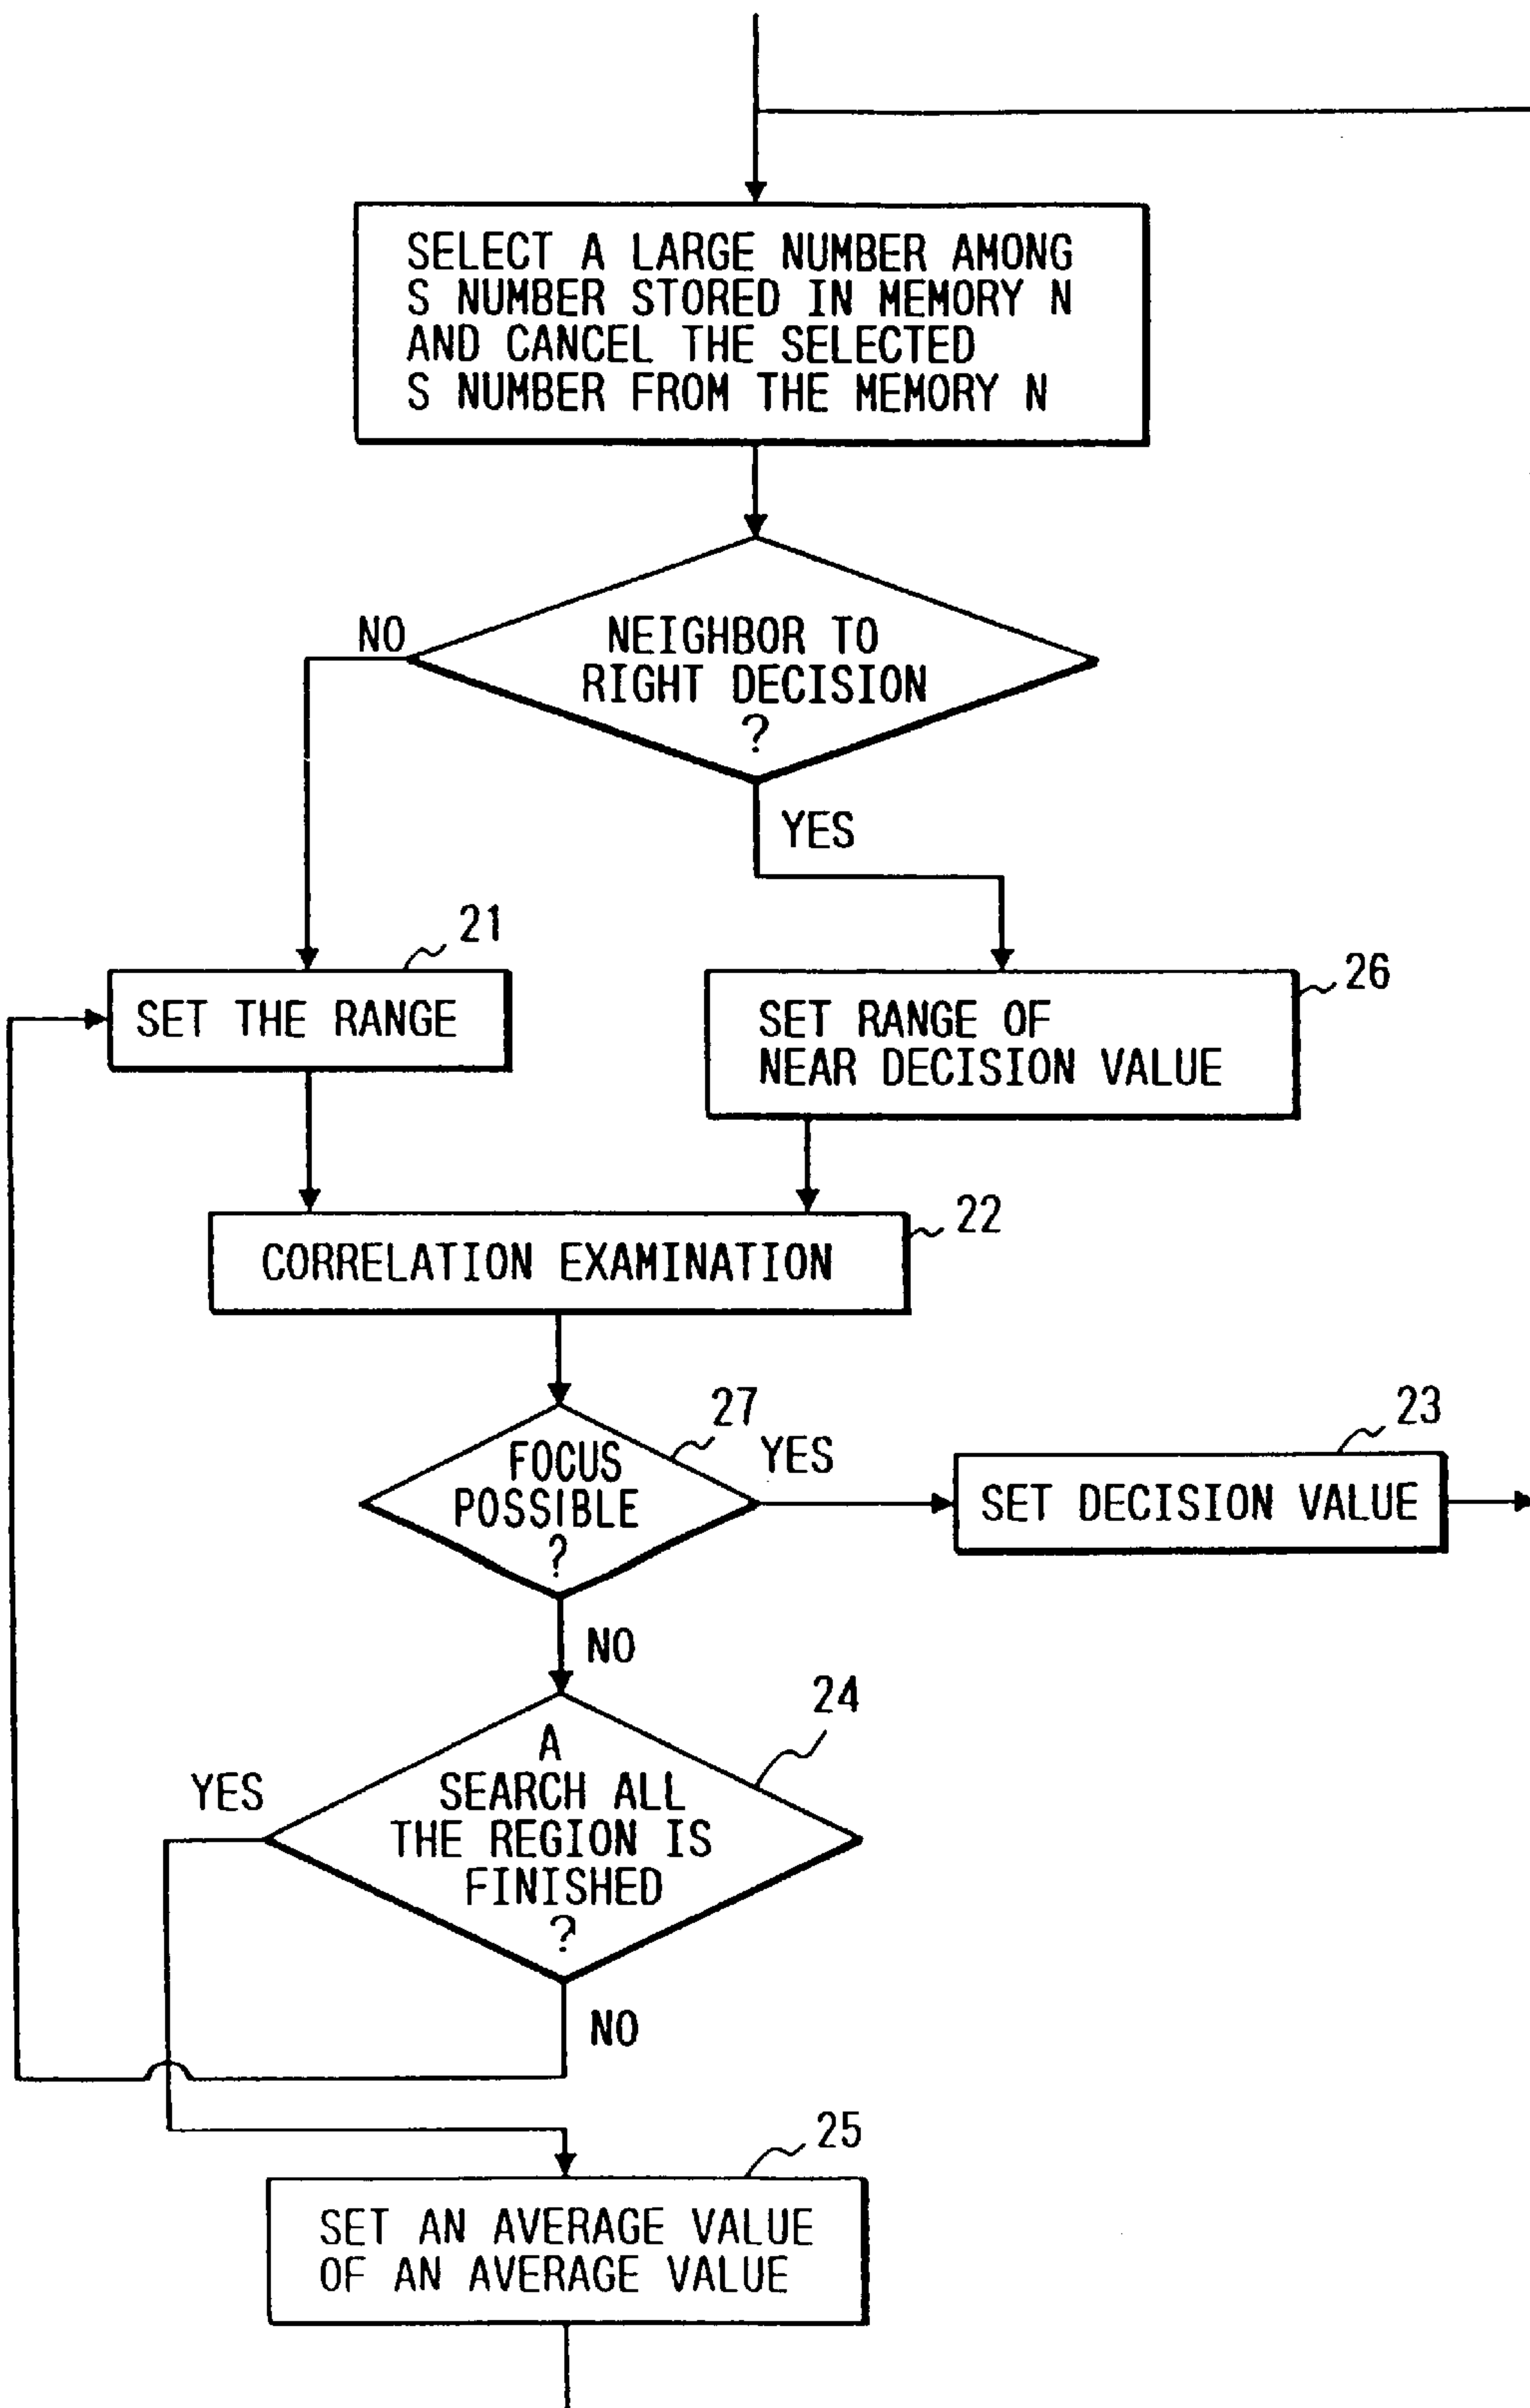 SELECT A LARGE NUMBER AMONG
S NUMBER STORED IN MEMORY N
AND CANCEL THE SELECTED
S NUMBER FROM THE MEMORY N
NO
NEIGHBOR TO
RIGHT DECISION
?
YES
21
SET THE RANGE
26
SET RANGE OF
NEAR DECISION VALUE
22
CORRELATION EXAMINATION
27
FOCUS
POSSIBLE
?
YES
23
SET DECISION VALUE
NO
24
A
SEARCH ALL
THE REGION IS
FINISHED
?
YES
NO
25
SET AN AVERAGE VALUE
OF AN AVERAGE VALUE